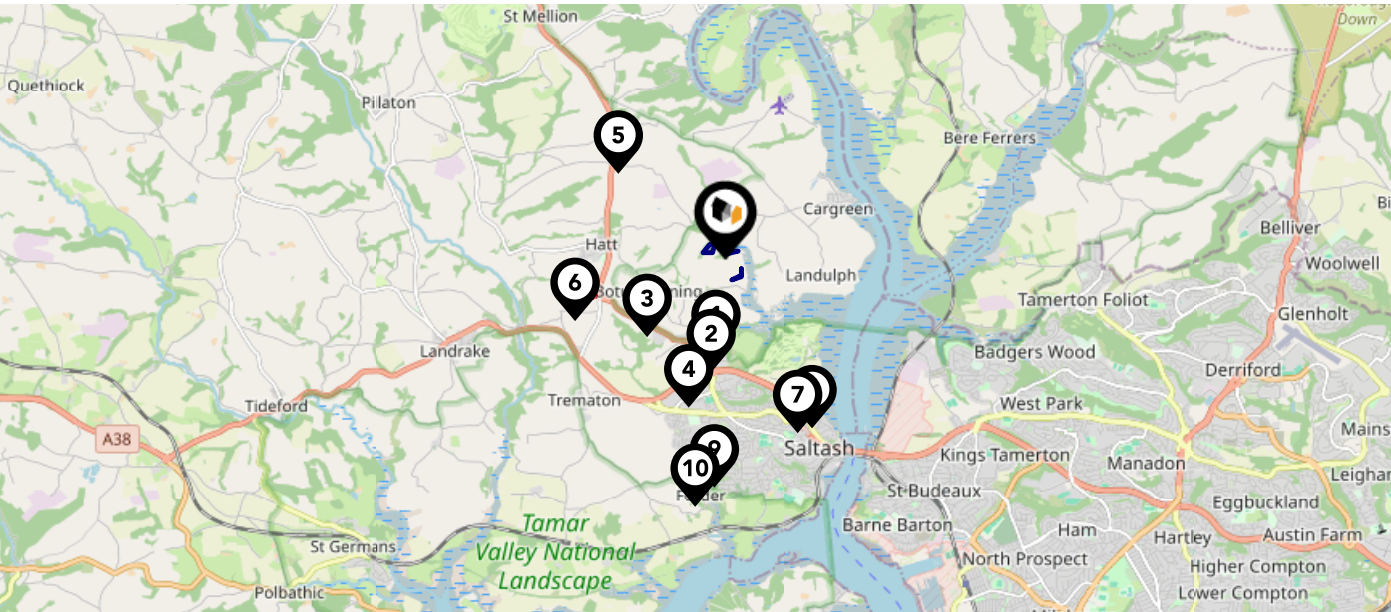 St Mellion
Down
Quethiock
Pilaton
5
Bere Ferrers
Cargreen
Belliver
Hatt
Woolwell
Landulph
6
3
Tamerton Foliot
Glenholt
2
Landrake
Badgers Wood
4
Derriford
7
Trematon
West Park
Tideford
A38
Mains
Saltash
9
Kings Tamerton
Manadon
10
St Budeaux
Eggbuckland
Tamar
Valley National
Landscape
Barne Barton
Ham
Hartley
Austin Farm
St Germans
North Prospect
Higher Compton
Polbathic
Lower Compton